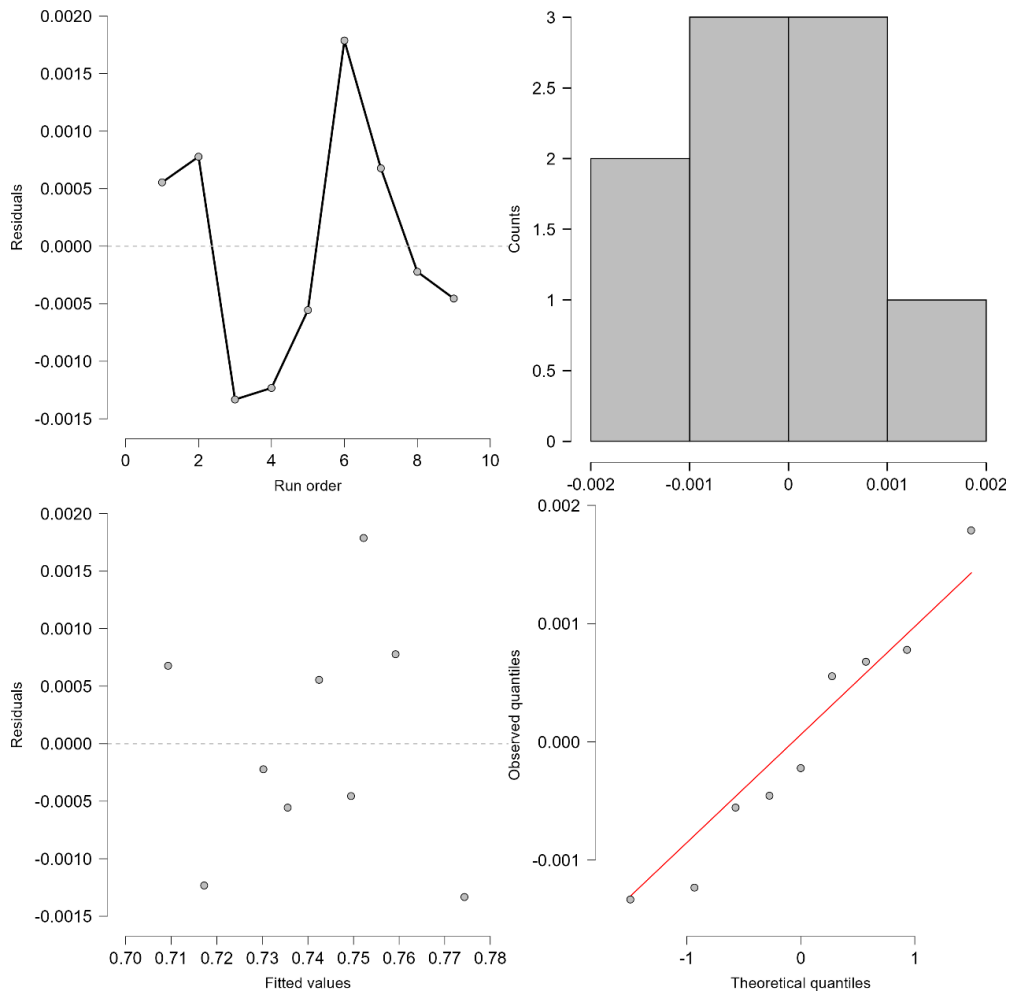 0.0020
0.0015
0.0010
0.0005
0.0000
-0.0005
-0.0010
-0.0015
Residuals
0 2 4 6 8 10
Run order
3
2.5
2
1.5
1
0.5
0
Counts
-0.002 -0.001 0 0.001 0.002
0.0020
0.0015
0.0010
0.0005
0.0000
-0.0005
-0.0010
-0.0015
Residuals
0.70 0.71 0.72 0.73 0.74 0.75 0.76 0.77 0.78
Fitted values
0.002
0.001
0.000
-0.001
Observed quantiles
-1 0 1
Theoretical quantiles